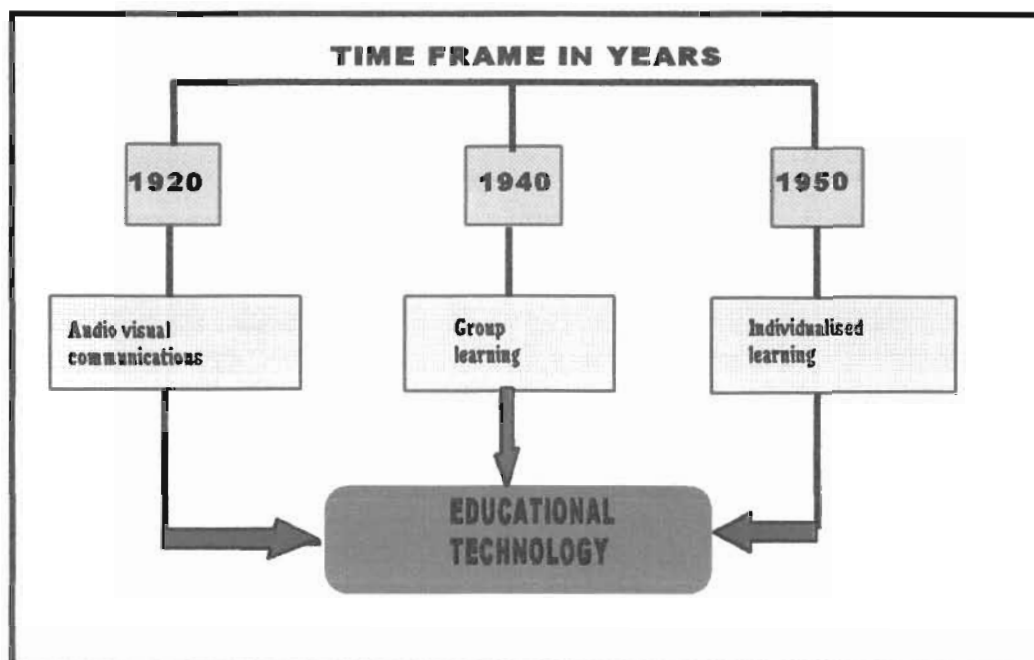 TIME FRAME IN YEARS
1920
1940
1950
Audio visual
communications
Group
learning
Individualised
learning
EDUCATIONAL
TECHNOLOGY